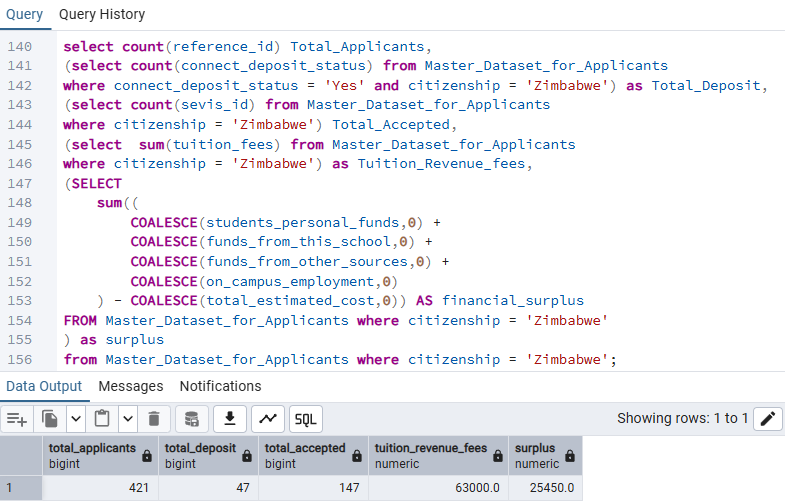 Query Query History
140 select count(reference_id) Total_Applicants,
141 (select count(connect_deposit_status) from Master_Dataset_for_Applicants
142 where connect_deposit_status = 'Yes' and citizenship = 'Zimbabwe') as Total_Deposit,
143 (select count(sevis_id) from Master_Dataset_for_Applicants
144 where citizenship = 'Zimbabwe') Total_Accepted,
145 (select  sum(tuition_fees) from Master_Dataset_for_Applicants
146 where citizenship = 'Zimbabwe') as Tuition_Revenue_fees,
147 (SELECT
148     sum((
149         COALESCE(students_personal_funds,0) +
150         COALESCE(funds_from_this_school,0) +
151         COALESCE(funds_from_other_sources,0) +
152         COALESCE(on_campus_employment,0)
153     ) - COALESCE(total_estimated_cost,0)) AS financial_surplus
154 FROM Master_Dataset_for_Applicants where citizenship = 'Zimbabwe'
155 ) as surplus
156 from Master_Dataset_for_Applicants where citizenship = 'Zimbabwe';
Data Output Messages Notifications
SQL Showing rows: 1 to 1
total_applicants total_deposit total_accepted tuition_revenue_fees surplus
bigint bigint bigint numeric numeric
1 421 47 147 63000.0 25450.0